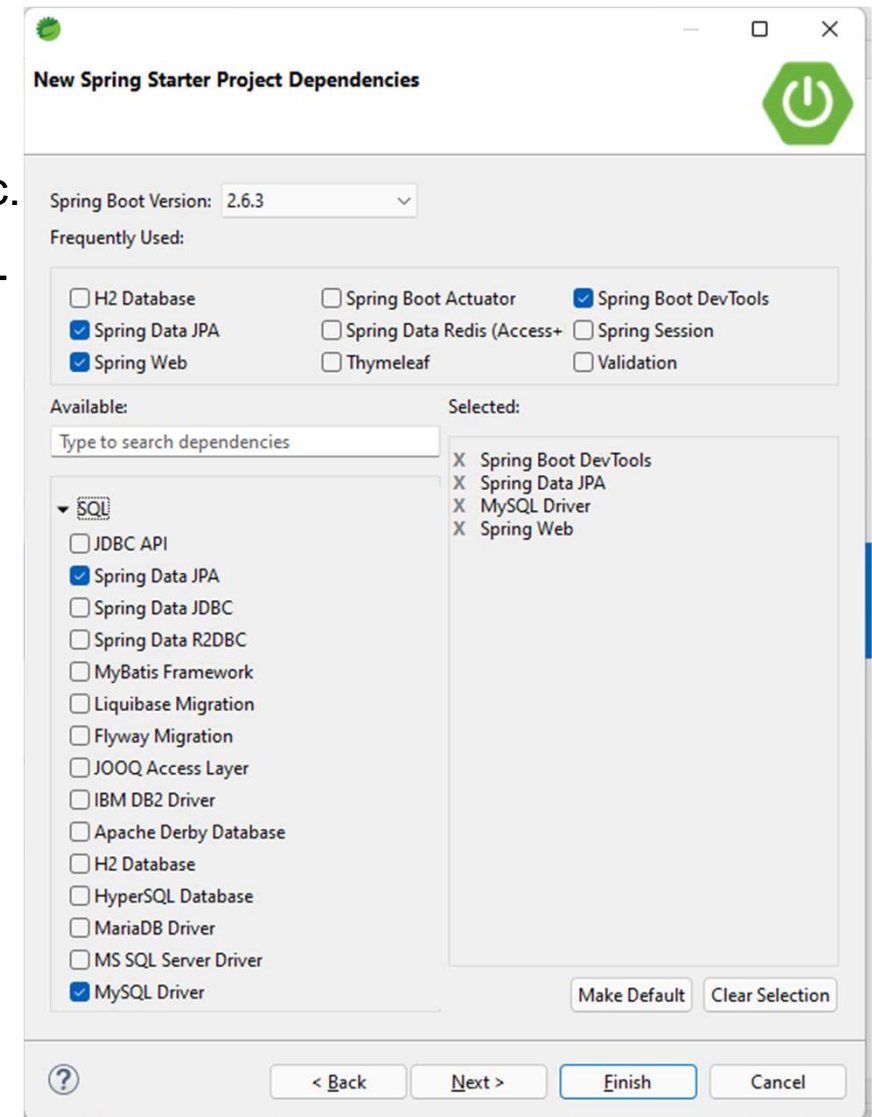 New Spring Starter Project Dependencies
c.
Spring Boot Version: 2.6.3
Frequently Used:
-
H2 Database Spring Boot Actuator Spring Boot DevTools
Spring Data JPA Spring Data Redis (Access+ Spring Session
Spring Web Thymeleaf Validation
Available: Selected:
Type to search dependencies
X Spring Boot DevTools
X Spring Data JPA
X MySQL Driver
X Spring Web
SQL
JDBC API
Spring Data JPA
Spring Data JDBC
Spring Data R2DBC
MyBatis Framework
Liquibase Migration
Flyway Migration
JOOQ Access Layer
IBM DB2 Driver
Apache Derby Database
H2 Database
HyperSQL Database
MariaDB Driver
MS SQL Server Driver
MySQL Driver
Make Default Clear Selection
? < Back Next > Finish Cancel